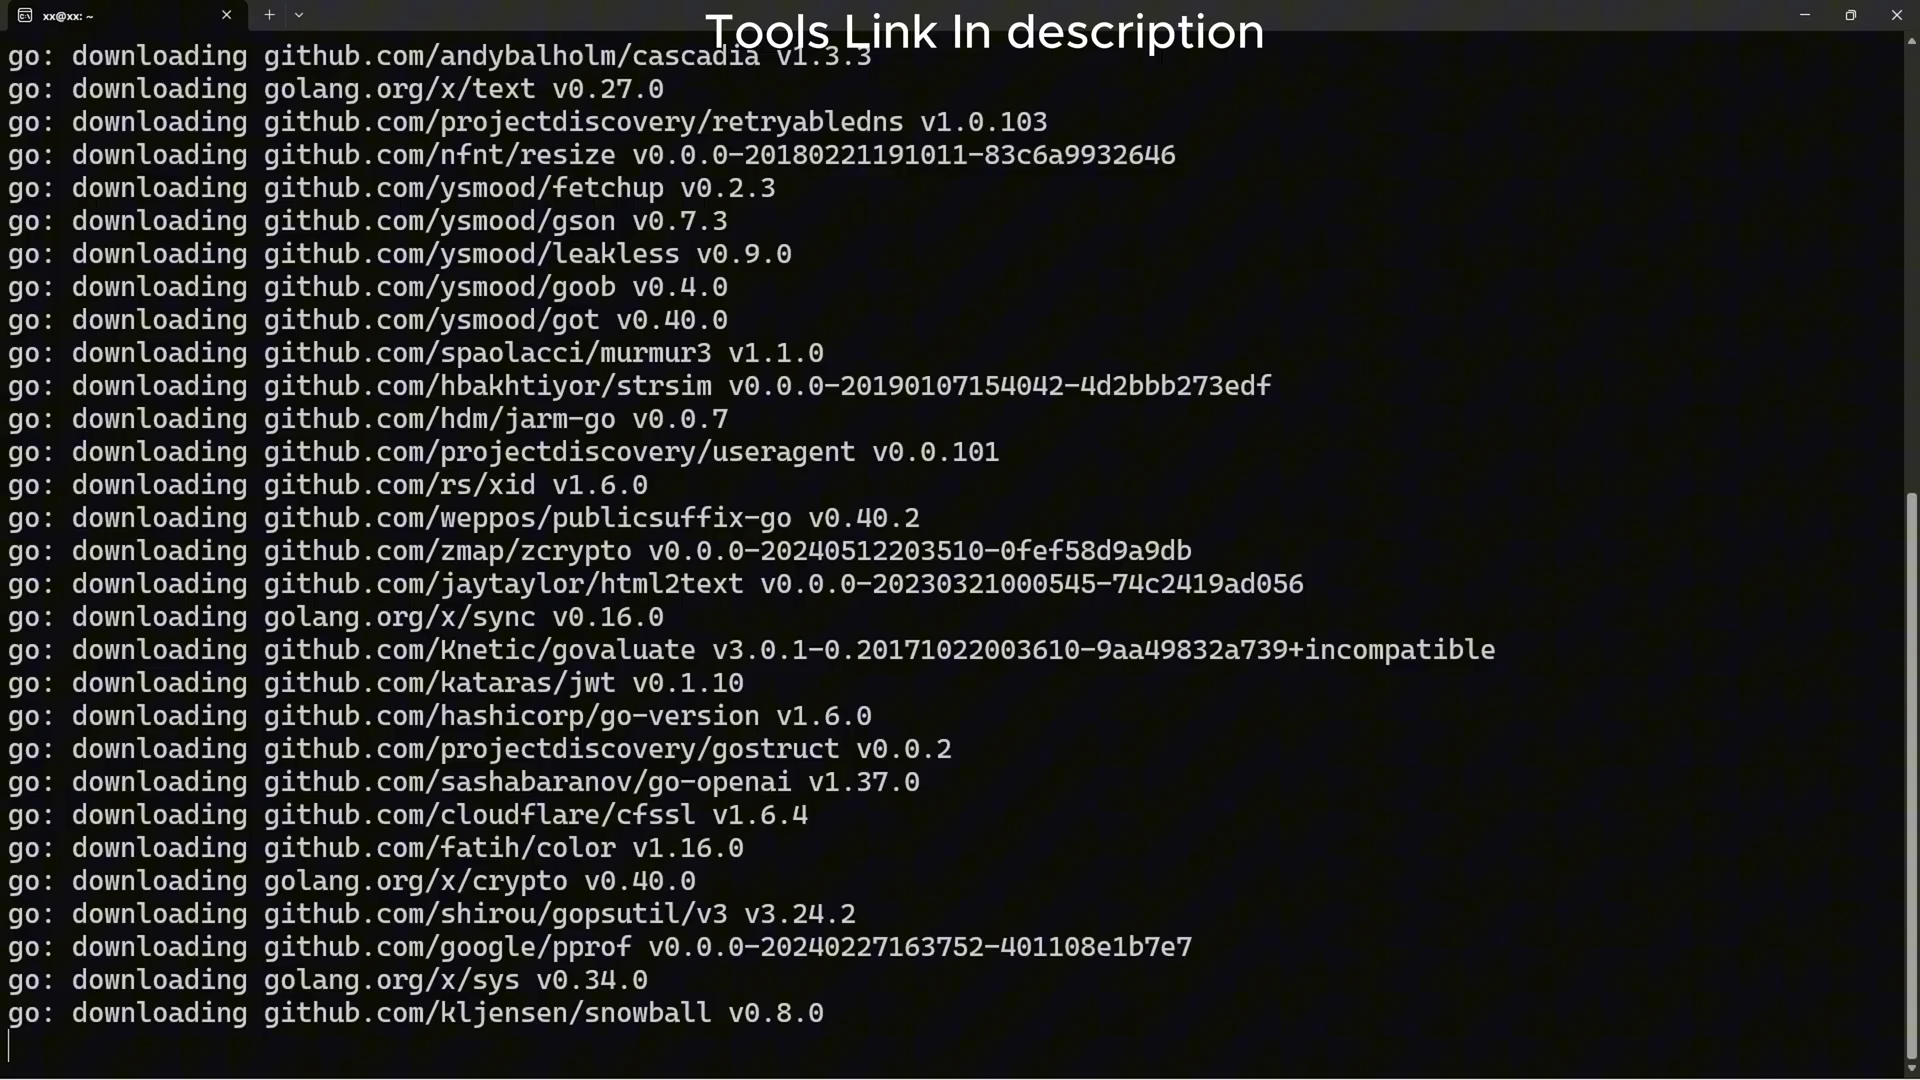 xx@xx: ~
Tools Link In description
go: downloading github.com/andybalholm/cascadia v1.3.3
go: downloading golang.org/x/text v0.27.0
go: downloading github.com/projectdiscovery/retryabledns v1.0.103
go: downloading github.com/nfnt/resize v0.0.0-20180221191011-83c6a9932646
go: downloading github.com/ysmood/fetchup v0.2.3
go: downloading github.com/ysmood/gson v0.7.3
go: downloading github.com/ysmood/leakless v0.9.0
go: downloading github.com/ysmood/goob v0.4.0
go: downloading github.com/ysmood/got v0.40.0
go: downloading github.com/spaolacci/murmur3 v1.1.0
go: downloading github.com/hbakhtiyor/strsim v0.0.0-20190107154042-4d2bbb273edf
go: downloading github.com/hdm/jarm-go v0.0.7
go: downloading github.com/projectdiscovery/useragent v0.0.101
go: downloading github.com/rs/xid v1.6.0
go: downloading github.com/weppos/publicsuffix-go v0.40.2
go: downloading github.com/zmap/zcrypto v0.0.0-20240512203510-0fef58d9a9db
go: downloading github.com/jaytaylor/html2text v0.0.0-20230321000545-74c2419ad056
go: downloading golang.org/x/sync v0.16.0
go: downloading github.com/Knetic/govaluate v3.0.1-0.20171022003610-9aa49832a739+incompatible
go: downloading github.com/kataras/jwt v0.1.10
go: downloading github.com/hashicorp/go-version v1.6.0
go: downloading github.com/projectdiscovery/gostruct v0.0.2
go: downloading github.com/sashabaranov/go-openai v1.37.0
go: downloading github.com/cloudflare/cfssl v1.6.4
go: downloading github.com/fatih/color v1.16.0
go: downloading golang.org/x/crypto v0.40.0
go: downloading github.com/shirou/gopsutil/v3 v3.24.2
go: downloading github.com/google/pprof v0.0.0-20240227163752-401108e1b7e7
go: downloading golang.org/x/sys v0.34.0
go: downloading github.com/kljensen/snowball v0.8.0